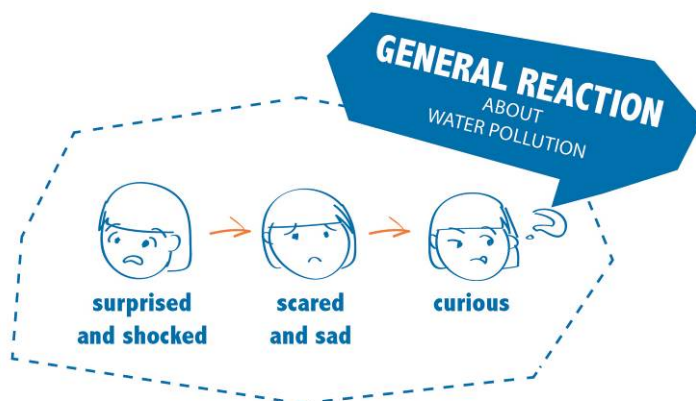 GENERAL REACTION
ABOUT
WATER POLLUTION
surprised
and shocked
scared
and sad
curious